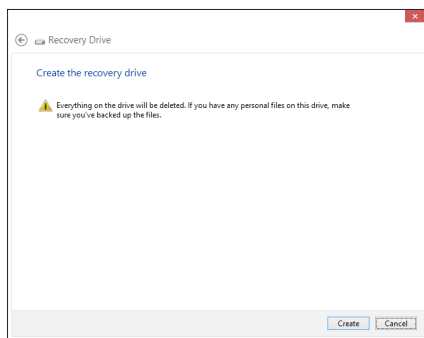 Recovery Drive
Create the recovery drive
Everything on the drive will be deleted. If you have any personal files on this drive, make
sure you've backed up the files.
Create Cancel